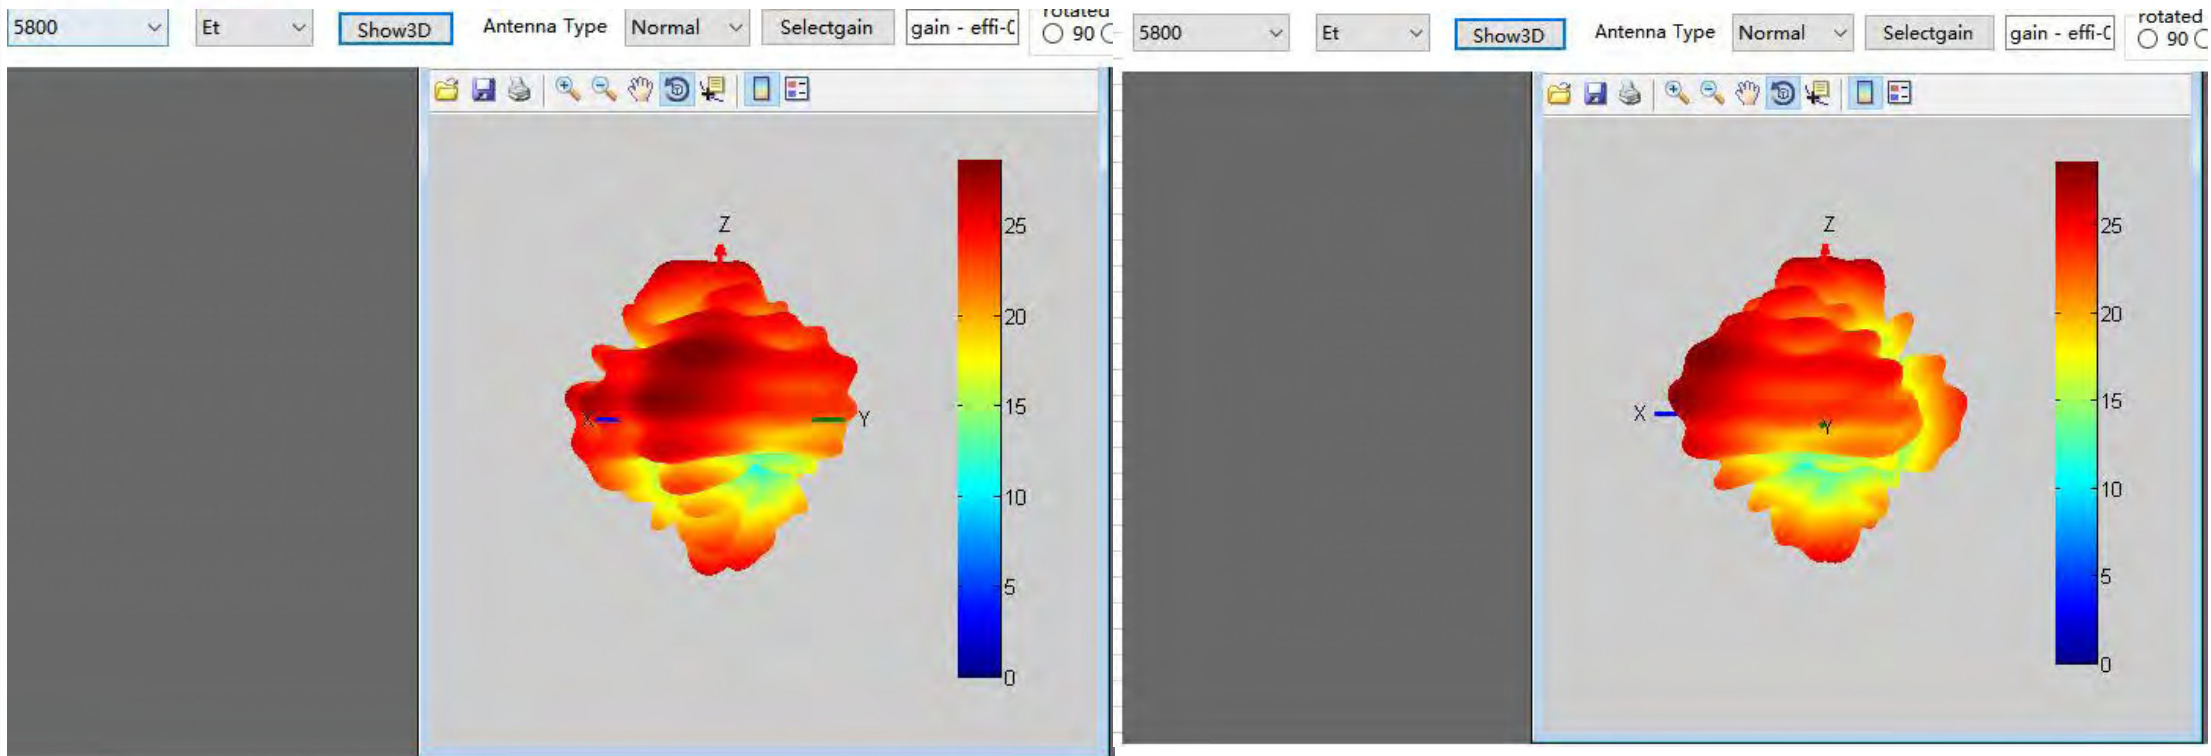 5800 Et Show3D Antenna Type Normal Selectgain gain - effi-C rotated 90
Z
X
Y
25
20
15
10
5
0
5800 Et Show3D Antenna Type Normal Selectgain gain - effi-C rotated 90
Z
X
Y
25
20
15
10
5
0